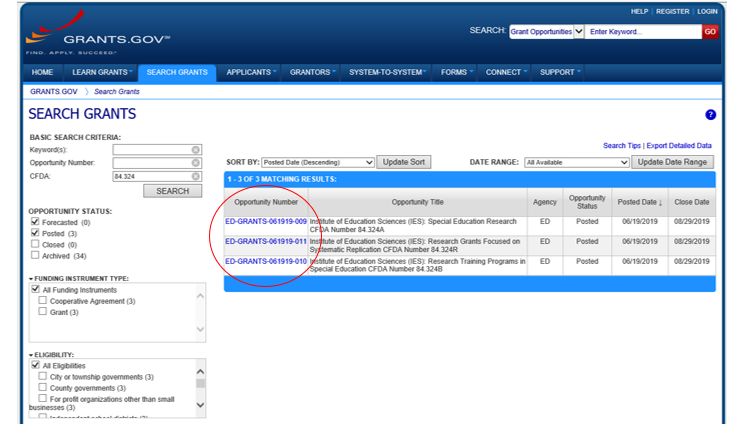 HELP | REGISTER | LOGIN
GRANTS.GOV℠
FIND. APPLY. SUCCEED.℠
SEARCH: Grant Opportunities Enter Keyword... GO
HOME LEARN GRANTS SEARCH GRANTS APPLICANTS GRANTORS SYSTEM-TO-SYSTEM FORMS CONNECT SUPPORT
GRANTS.GOV 〉 Search Grants
SEARCH GRANTS
?
BASIC SEARCH CRITERIA:
Keyword(s):
Opportunity Number:
CFDA: 84.324
SEARCH
OPPORTUNITY STATUS:
Forecasted (0)
Posted (3)
Closed (0)
Archived (34)
FUNDING INSTRUMENT TYPE:
All Funding Instruments
Cooperative Agreement (3)
Grant (3)
ELIGIBILITY:
All Eligibilities
City or township governments (3)
County governments (3)
For profit organizations other than small
businesses (3)
Independent school districts (3)
Search Tips | Export Detailed Data
SORT BY: Posted Date (Descending) Update Sort DATE RANGE: All Available Update Date Range
1 - 3 OF 3 MATCHING RESULTS:
Opportunity Number Opportunity Title Agency Opportunity Status Posted Date ↓ Close Date
ED-GRANTS-061919-009 Institute of Education Sciences (IES): Special Education Research ED Posted 06/19/2019 08/29/2019
CFDA Number 84.324A
ED-GRANTS-061919-011 Institute of Education Sciences (IES): Research Grants Focused on ED Posted 06/19/2019 08/29/2019
Systematic Replication CFDA Number 84.324R
ED-GRANTS-061919-010 Institute of Education Sciences (IES): Research Training Programs in ED Posted 06/19/2019 08/29/2019
Special Education CFDA Number 84.324B